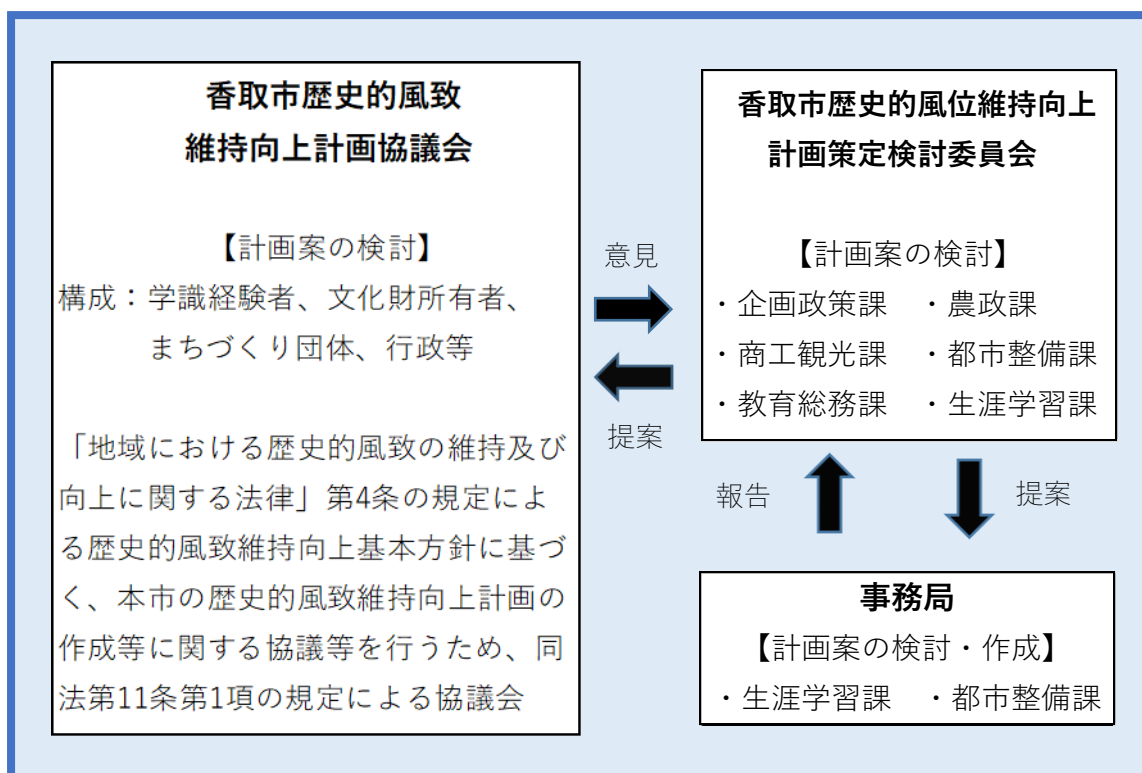 香取市歴史的風致
維持向上計画協議会
【計画案の検討】
構成：学識経験者、文化財所有者、
まちづくり団体、行政等
「地域における歴史的風致の維持及び
向上に関する法律」第4条の規定によ
る歴史的風致維持向上基本方針に基づ
く、本市の歴史的風致維持向上計画の
作成等に関する協議等を行うため、同
法第11条第1項の規定による協議会
意見
提案
香取市歴史的風位維持向上
計画策定検討委員会
【計画案の検討】
・企画政策課　・農政課
・商工観光課　・都市整備課
・教育総務課　・生涯学習課
報告
提案
事務局
【計画案の検討・作成】
・生涯学習課　・都市整備課